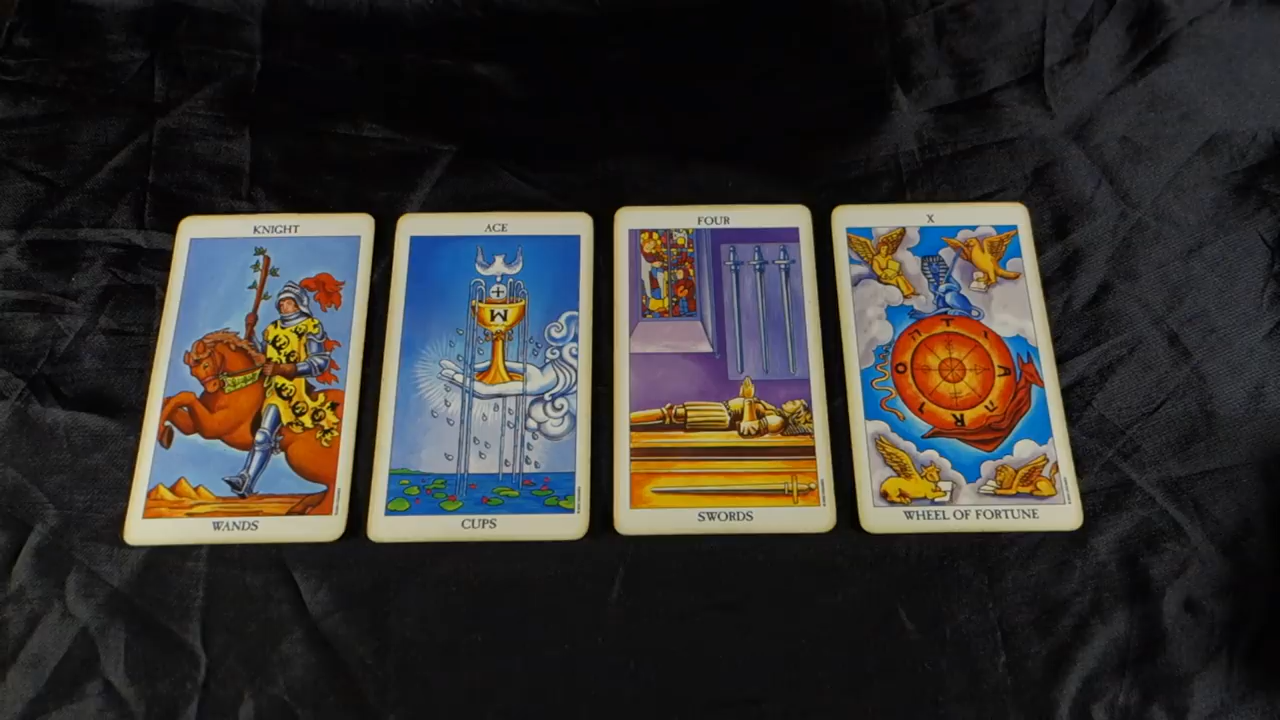 KNIGHT
WANDS
ACE
M
CUPS
FOUR
SWORDS
X
T
A
R
O
WHEEL OF FORTUNE